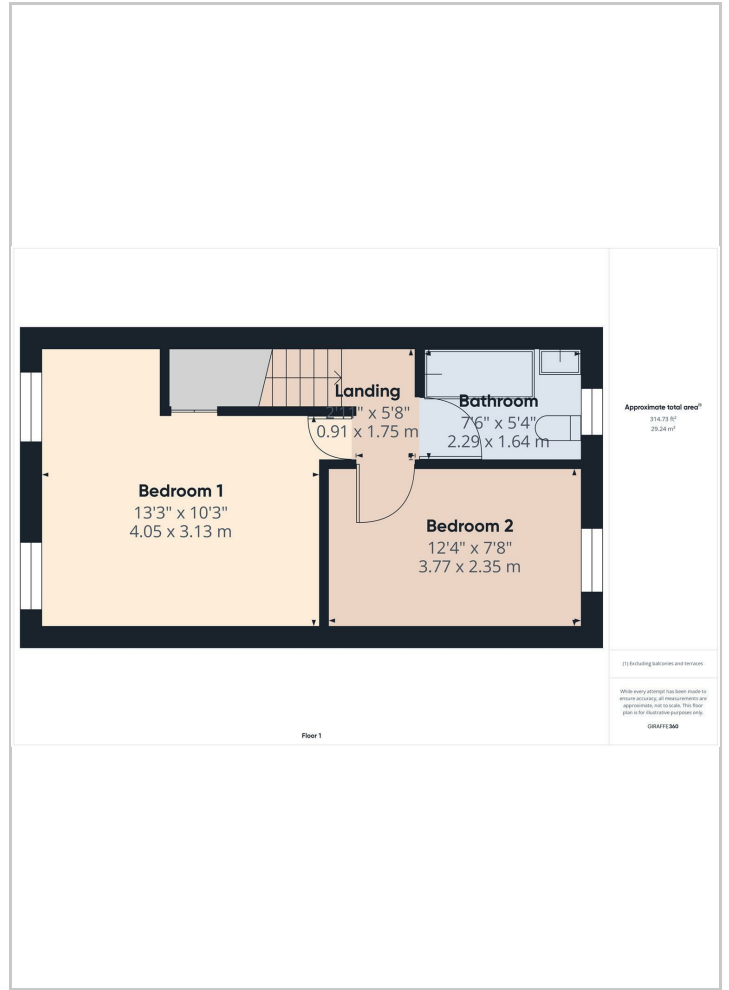 Landing
2'11" x 5'8"
0.91 x 1.75 m
Bathroom
7'6" x 5'4"
2.29 x 1.64 m
Bedroom 1
13'3" x 10'3"
4.05 x 3.13 m
Bedroom 2
12'4" x 7'8"
3.77 x 2.35 m
Floor 1
Approximate total area⁽¹⁾
314.73 ft²
29.24 m²
(1) Excluding balconies and terraces
While every attempt has been made to
ensure accuracy, all measurements are
approximate, not to scale. This floor
plan is for illustrative purposes only.
GIRAFFE360